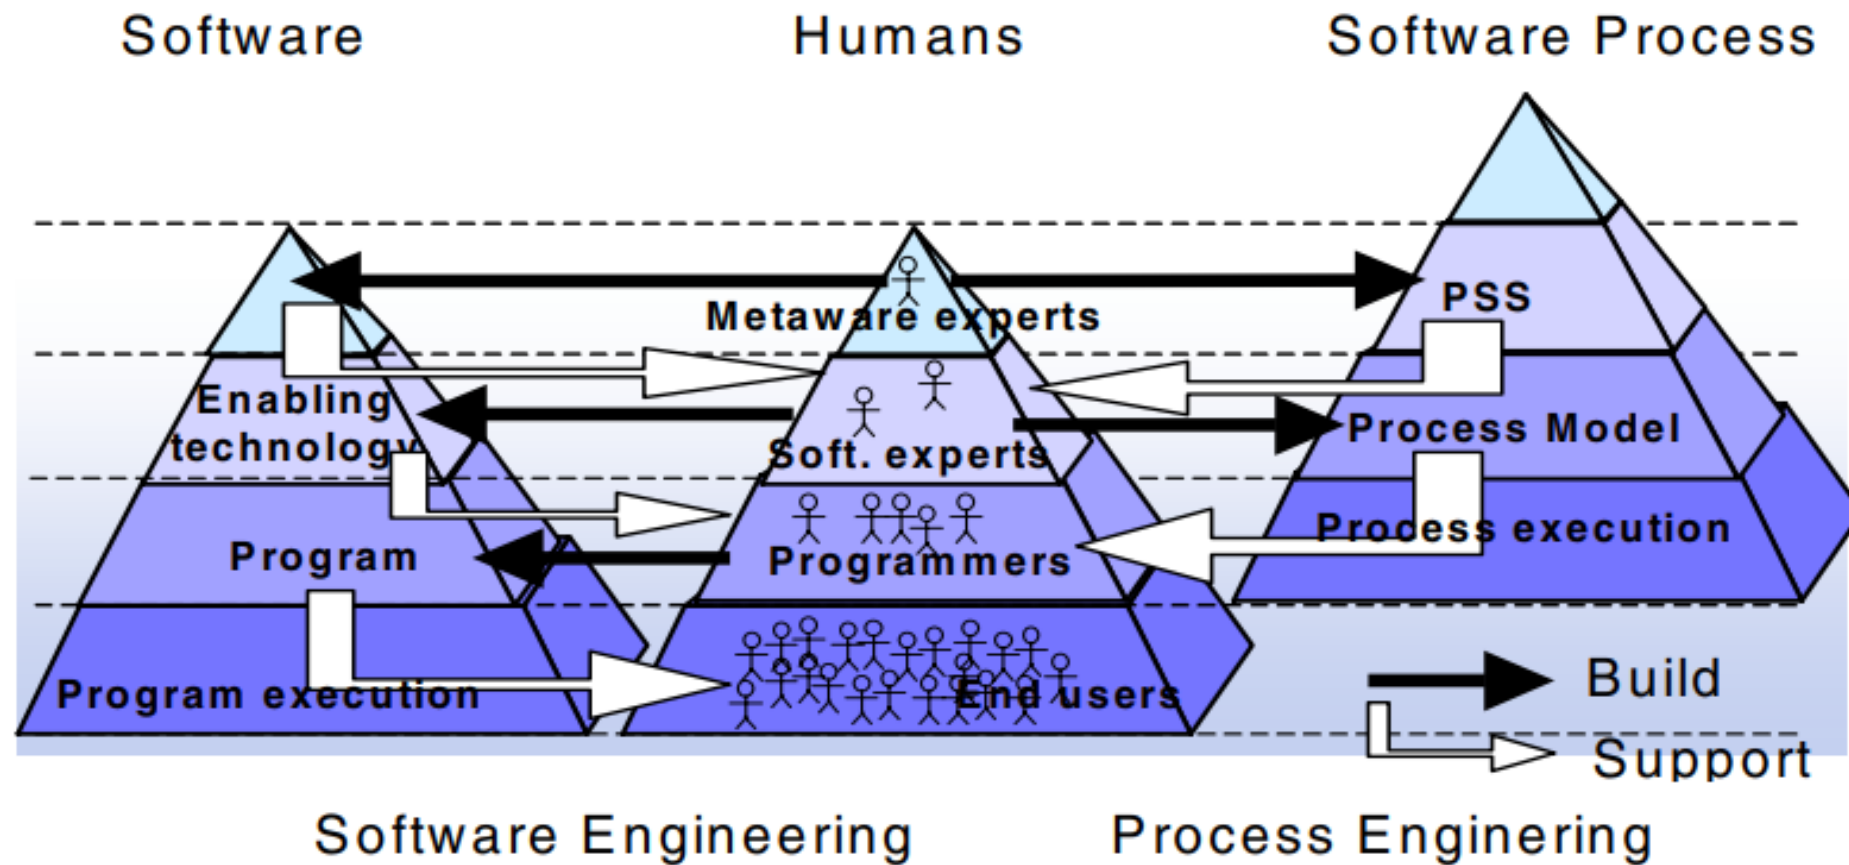 Software
Humans
Software Process
Metaware experts
PSS
Enabling
technology
Soft. experts
Process Model
Program
Programmers
Process execution
Program execution
End users
Build
Support
Software Engineering
Process Enginering